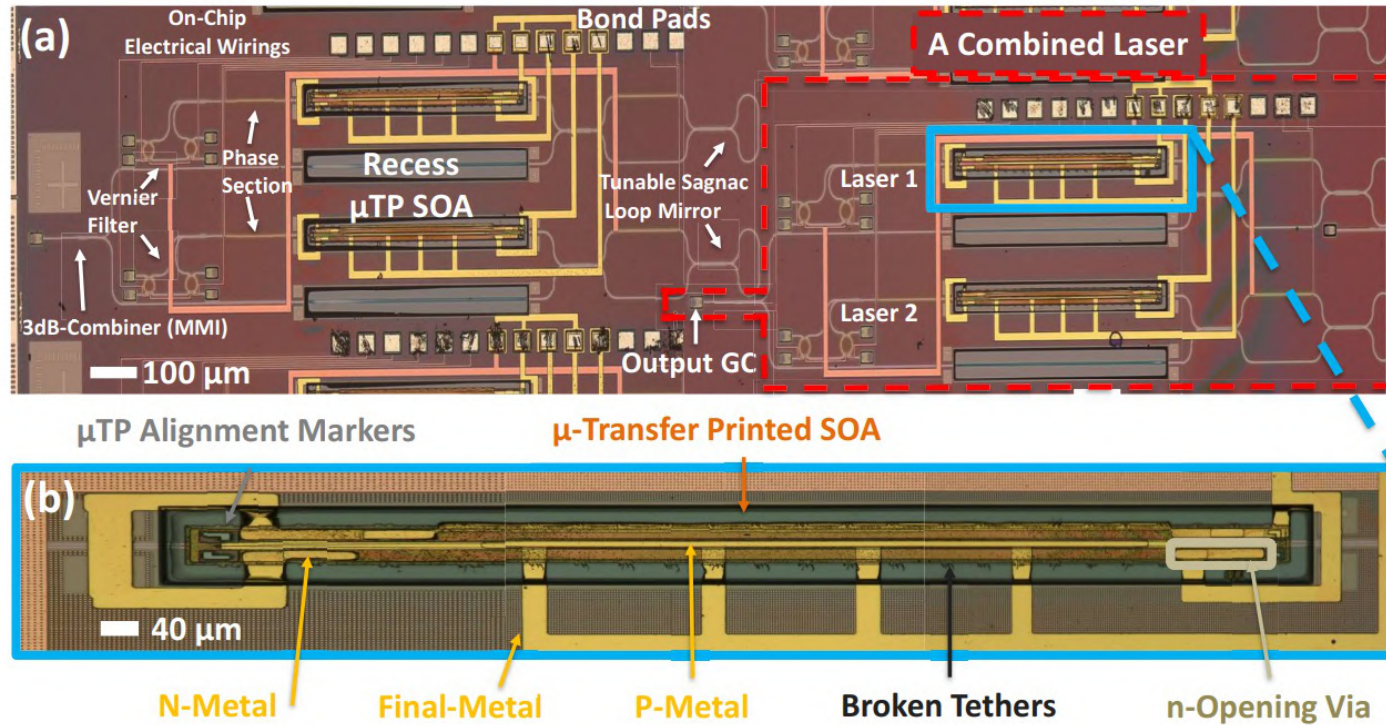 (a)
On-Chip
Electrical Wirings
Bond Pads
A Combined Laser
Phase
Section
Recess
Vernier
Filter
μTP SOA
Tunable Sagnac
Loop Mirror
Laser 1
3dB-Combiner (MMI)
Output GC
Laser 2
100 μm
μTP Alignment Markers
μ-Transfer Printed SOA
(b)
40 μm
N-Metal
Final-Metal
P-Metal
Broken Tethers
n-Opening Via